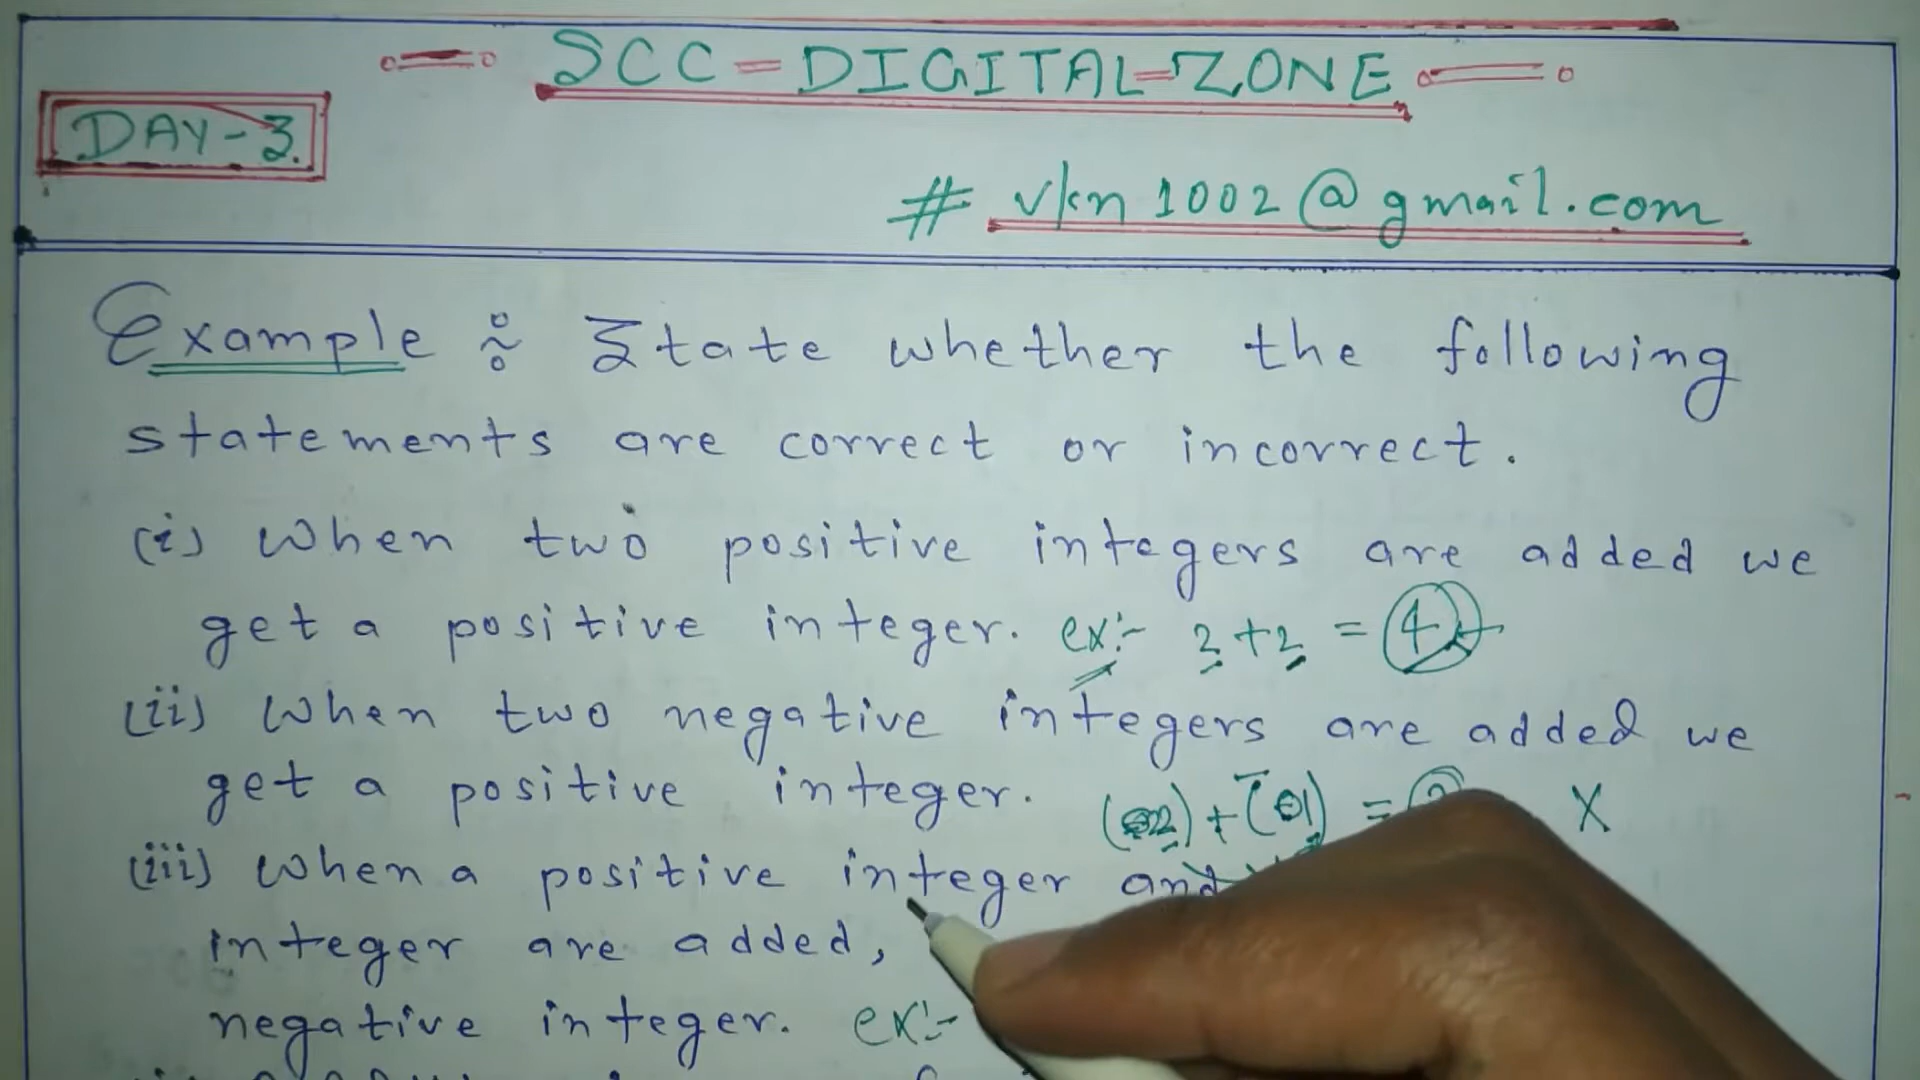 SCC-DIGITAL-ZONE
DAY-3.
# vkn1002@gmail.com
Example : State whether the following
statements are correct or incorrect.
(i) When two positive integers are added we
get a positive integer. ex:- 2+2 = 4 +
(ii) When two negative integers are added we
get a positive integer.
= X
(iii) When a positive integer and
integer are added,
negative integer. ex:-